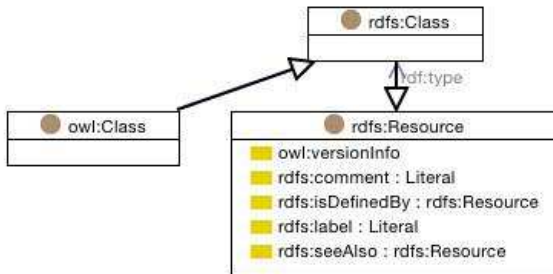 rdfs:Class
rdf:type
owl:Class
rdfs:Resource
owl:versionInfo
rdfs:comment : Literal
rdfs:isDefinedBy : rdfs:Resource
rdfs:label : Literal
rdfs:seeAlso : rdfs:Resource